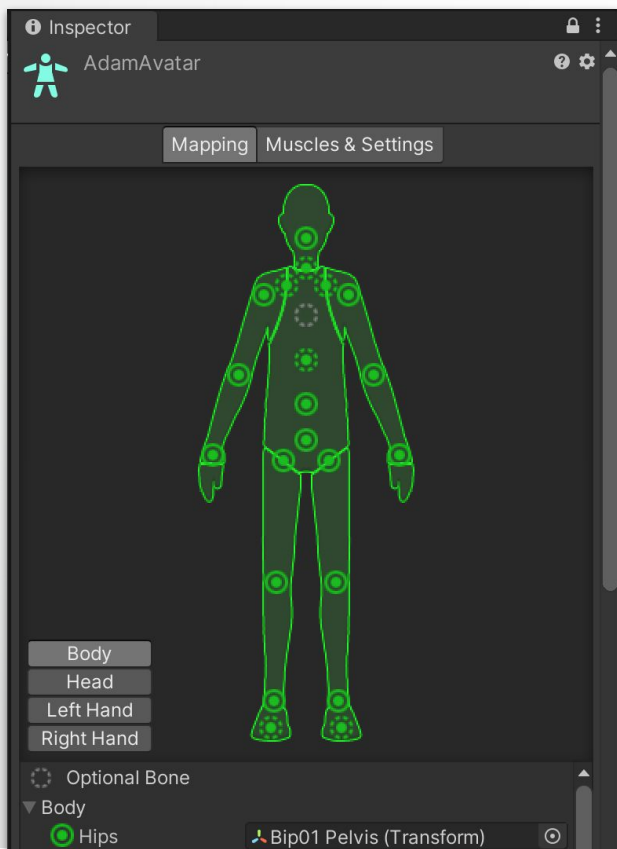 Inspector
AdamAvatar
Mapping
Muscles & Settings
Body
Head
Left Hand
Right Hand
Optional Bone
Body
Hips
Bip01 Pelvis (Transform)